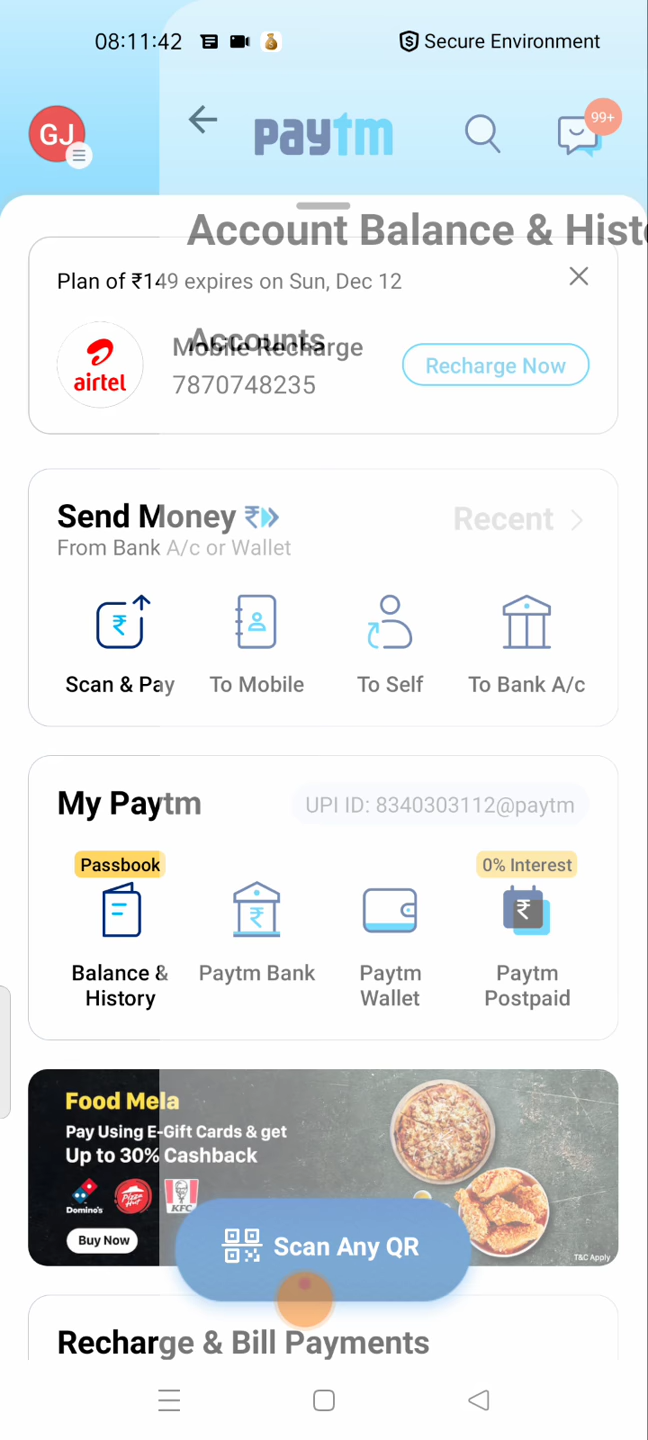 08:11:42
Secure Environment
GJ
paytm
99+
Account Balance & Hist
Plan of ₹149 expires on Sun, Dec 12
Accounts
Mobile Recharge
airtel
7870748235
Recharge Now
Send Money
Recent
From Bank A/c or Wallet
Scan & Pay
To Mobile
To Self
To Bank A/c
My Paytm
UPI ID: 8340303112@paytm
Passbook
0% Interest
Balance & History
Paytm Bank
Paytm Wallet
Paytm Postpaid
Food Mela
Pay Using E-Gift Cards & get
Up to 30% Cashback
Domino's
Pizza Hut
KFC
Buy Now
Scan Any QR
T&C Apply
Recharge & Bill Payments